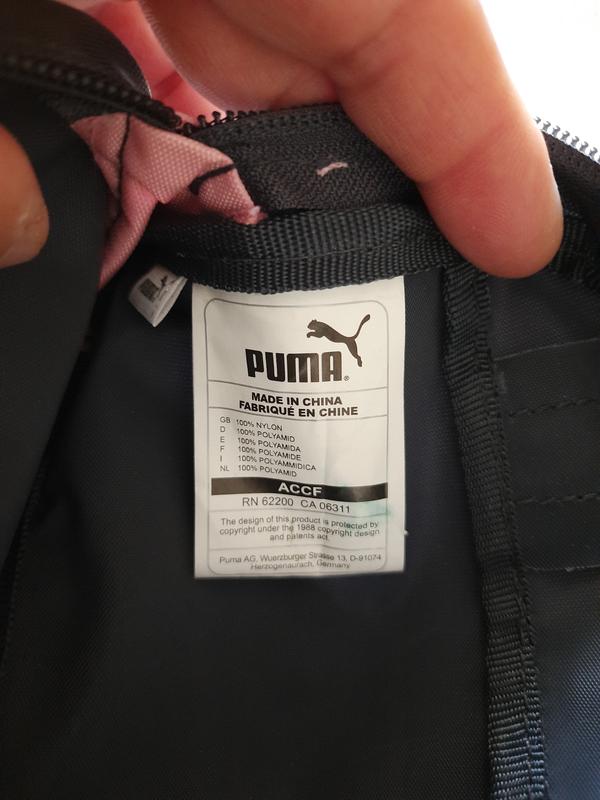 PUMA®
MADE IN CHINA
FABRIQUÉ EN CHINE
GB 100% NYLON
D 100% POLYAMID
E 100% POLYAMIDA
F 100% POLYAMIDE
I 100% POLYAMMIDICA
NL 100% POLYAMID
ACCF
RN 62200 CA 06311
The design of this product is protected by
copyright under the 1988 copyright design
and patents act.
Puma AG, Wuerzburger Strasse 13, D-91074
Herzogenaurach, Germany